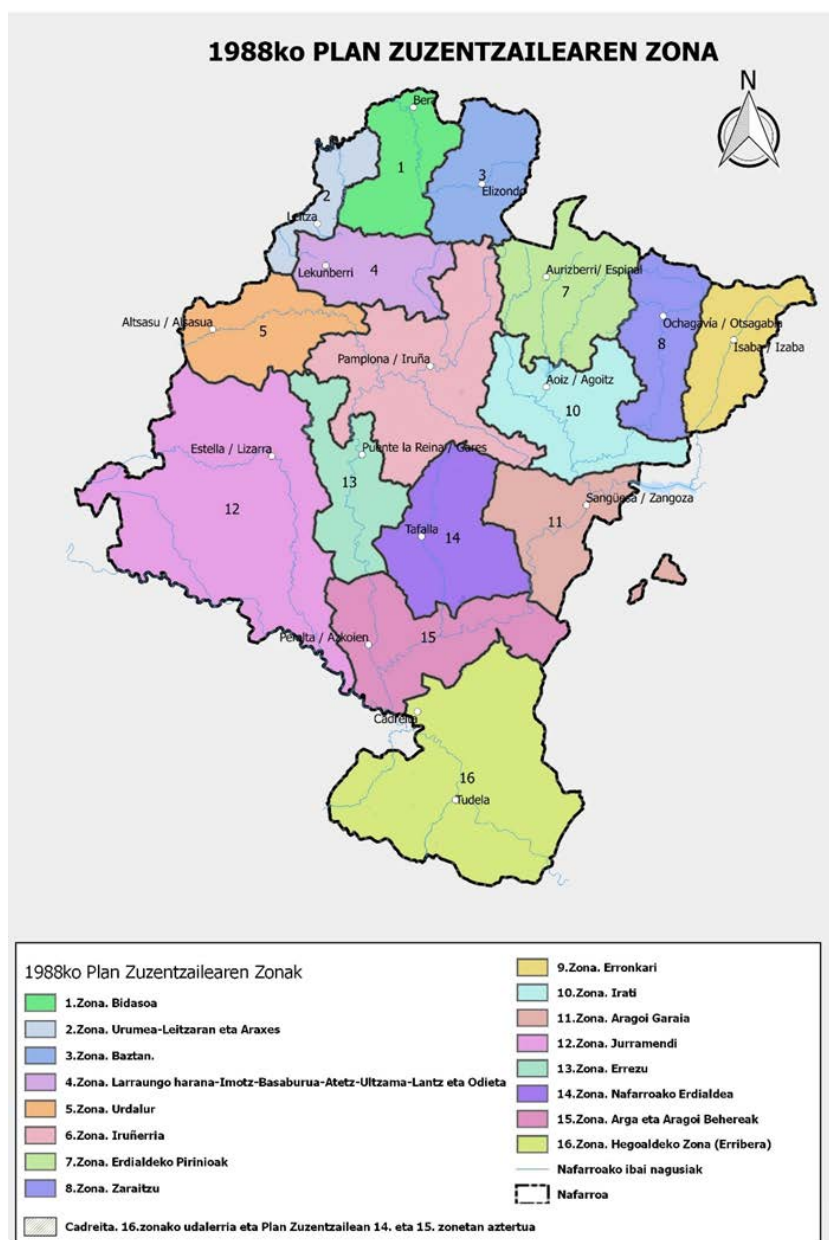 1988ko PLAN ZUZENTZAILEAREN ZONA
N
Bera
1
3
Elizondo
2
Leitza
4
Lekunberri
Aurizberri/ Espinal
7
Altsasu / Alsasua
5
Ochagavía / Otsagabia
8
Isaba / Izaba
Pamplona / Iruña
Aoiz / Agoitz
10
Estella / Lizarra
Puente la Reina / Gares
13
12
Sangüesa / Zangoza
11
Tafalla
14
Peralta / Azkoien
15
Cadreita
16
Tudela
1988ko Plan Zuzentzailearen Zonak
1.Zona. Bidasoa
2.Zona. Urumea-Leitzaran eta Araxes
3.Zona. Baztan.
4.Zona. Larraungo harana-Imotz-Basaburua-Atetz-Ultzama-Lantz eta Odieta
5.Zona. Urdalur
6.Zona. Iruñerria
7.Zona. Erdialdeko Pirinioak
8.Zona. Zaraitzu
9.Zona. Erronkari
10.Zona. Irati
11.Zona. Aragoi Garaia
12.Zona. Jurramendi
13.Zona. Errezu
14.Zona. Nafarroako Erdialdea
15.Zona. Arga eta Aragoi Behereak
16.Zona. Hegoaldeko Zona (Erribera)
Nafarroako ibai nagusiak
Nafarroa
Cadreita. 16.zonako udalerria eta Plan Zuzentzailean 14. eta 15. zonetan aztertua